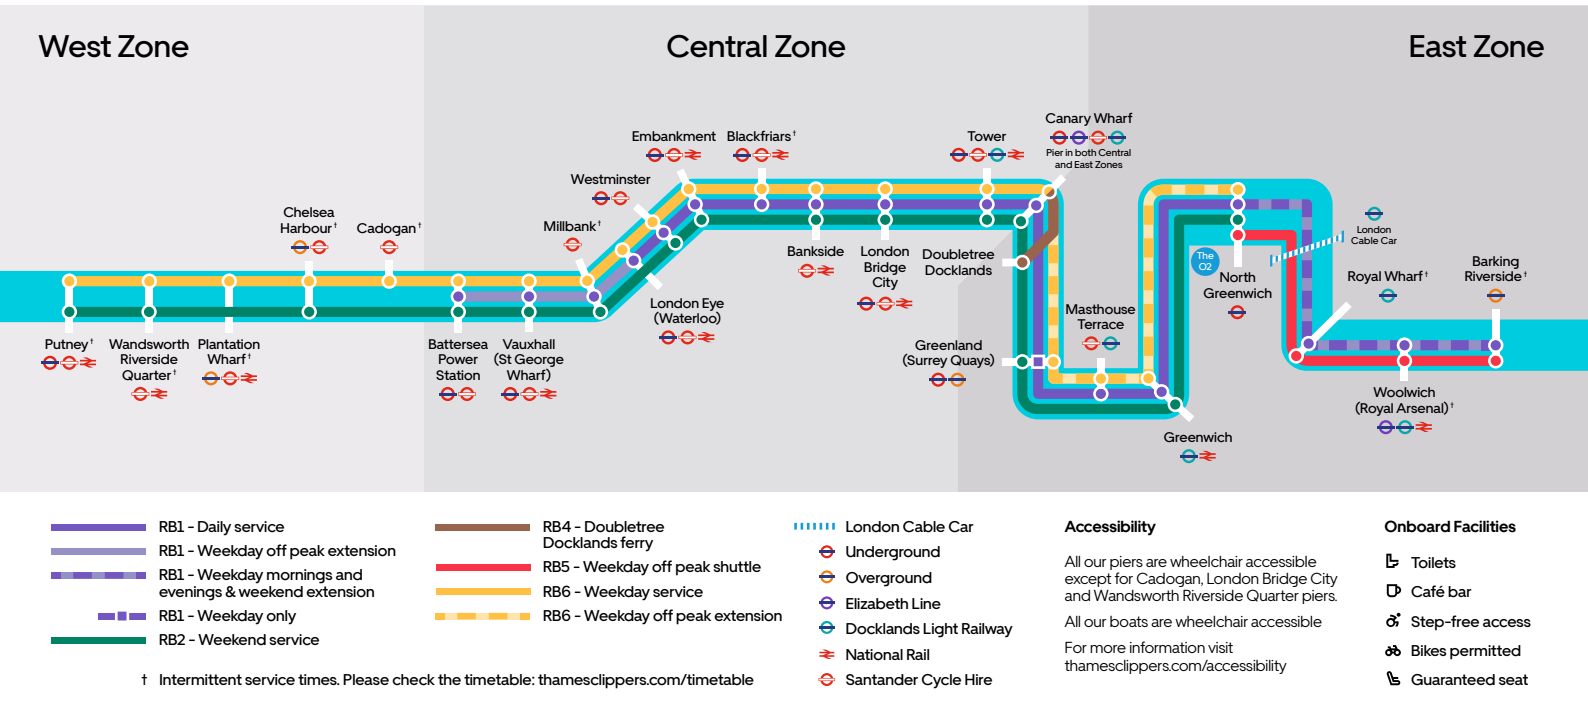 West Zone
Central Zone
East Zone
Canary Wharf
Pier in both Central
and East Zones
Embankment
Blackfriars†
Tower
Westminster
Millbank†
Chelsea
Harbour†
Cadogan†
London
Cable Car
Bankside
London
Bridge
City
Doubletree
Docklands
The
O2
North
Greenwich
Royal Wharf†
Barking
Riverside†
London Eye
(Waterloo)
Masthouse
Terrace
Putney†
Wandsworth
Riverside
Quarter†
Plantation
Wharf†
Battersea
Power
Station
Vauxhall
(St George
Wharf)
Greenland
(Surrey Quays)
Woolwich
(Royal Arsenal)†
Greenwich
RB1 - Daily service
RB1 - Weekday off peak extension
RB1 - Weekday mornings and
evenings & weekend extension
RB1 - Weekday only
RB2 - Weekend service
RB4 - Doubletree
Docklands ferry
RB5 - Weekday off peak shuttle
RB6 - Weekday service
RB6 - Weekday off peak extension
† Intermittent service times. Please check the timetable: thamesclippers.com/timetable
London Cable Car
Underground
Overground
Elizabeth Line
Docklands Light Railway
National Rail
Santander Cycle Hire
Accessibility
All our piers are wheelchair accessible
except for Cadogan, London Bridge City
and Wandsworth Riverside Quarter piers.
All our boats are wheelchair accessible
For more information visit
thamesclippers.com/accessibility
Onboard Facilities
Toilets
Café bar
Step-free access
Bikes permitted
Guaranteed seat